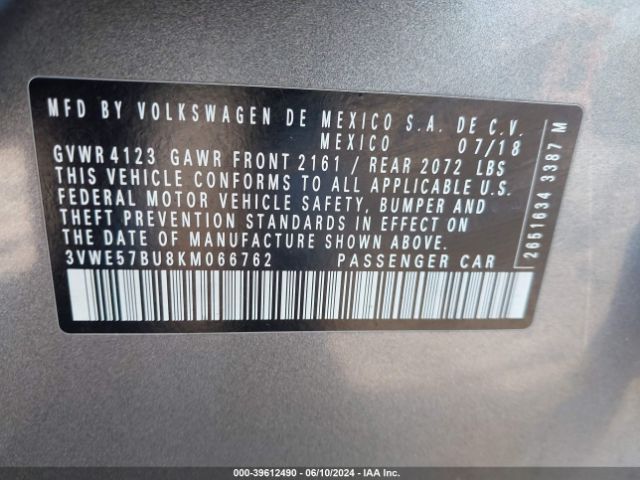 MFD BY VOLKSWAGEN DE MEXICO S.A. DE C.V.
MEXICO 07/18
GVWR 4123 GAWR FRONT 2161 / REAR 2072 LBS
THIS VEHICLE CONFORMS TO ALL APPLICABLE U.S.
FEDERAL MOTOR VEHICLE SAFETY, BUMPER AND
THEFT PREVENTION STANDARDS IN EFFECT ON
THE DATE OF MANUFACTURE SHOWN ABOVE.
3VWE57BU8KM066762 PASSENGER CAR
2651634 3387 M
000-39612490 - 06/10/2024 - IAA Inc.